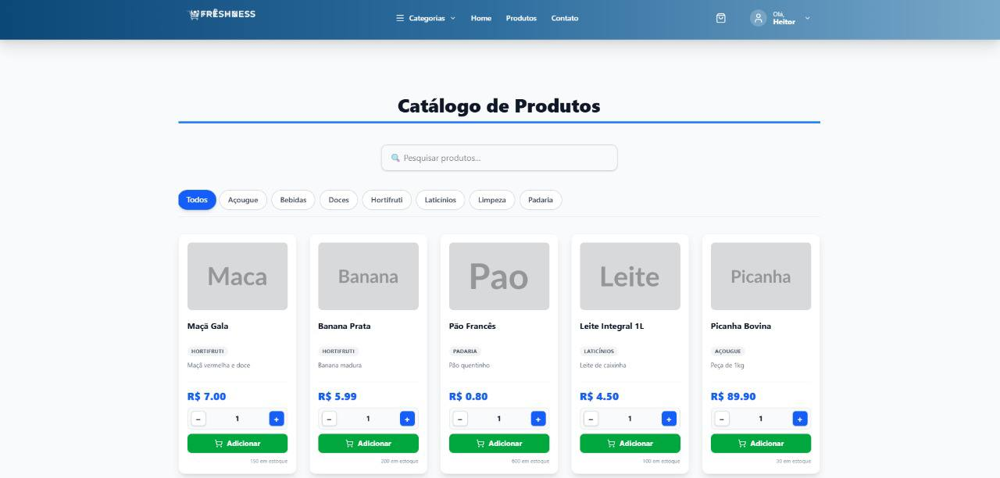 FRESHNESS
Categorias Home Produtos Contato
Olá,
Heitor
Catálogo de Produtos
Pesquisar produtos...
Todos Açougue Bebidas Doces Hortifruti Laticínios Limpeza Padaria
Maca Banana Pao Leite Picanha
Maçã Gala Banana Prata Pão Francês Leite Integral 1L Picanha Bovina
HORTIFRUTI HORTIFRUTI PADARIA LATICÍNIOS AÇOUGUE
Maçã vermelha e doce Banana madura Pão quentinho Leite de caixinha Peça de 1kg
R$ 7.00 R$ 5.99 R$ 0.80 R$ 4.50 R$ 89.90
− 1 + − 1 + − 1 + − 1 + − 1 +
Adicionar Adicionar Adicionar Adicionar Adicionar
150 em estoque 200 em estoque 600 em estoque 100 em estoque 30 em estoque